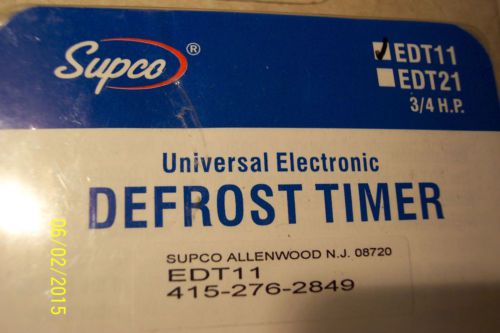 Supco®
EDT11
EDT21
3/4 H.P.
Universal Electronic
DEFROST TIMER
SUPCO ALLENWOOD N.J. 08720
EDT11
415-276-2849
06/02/2015